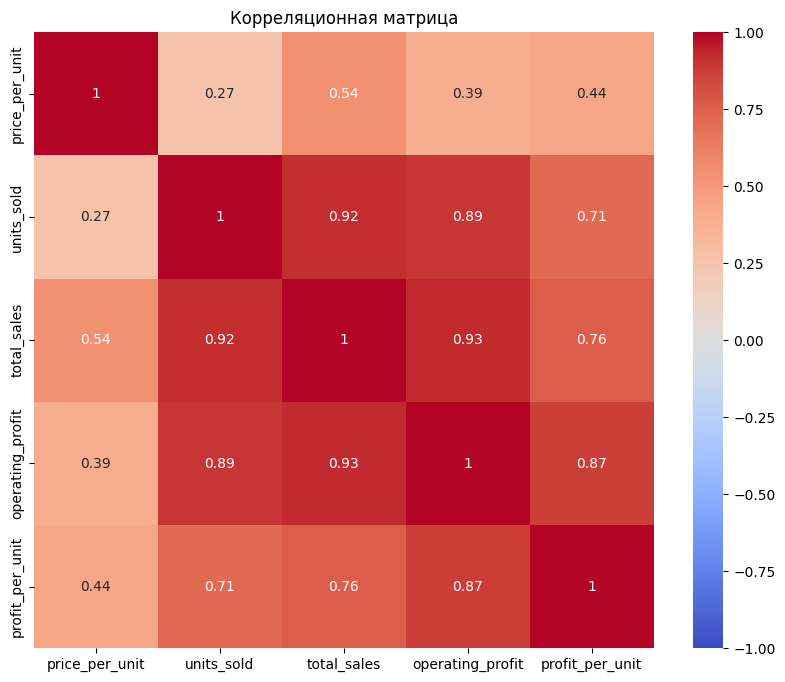 Корреляционная матрица
price_per_unit 1 0.27 0.54 0.39 0.44
units_sold 0.27 1 0.92 0.89 0.71
total_sales 0.54 0.92 1 0.93 0.76
operating_profit 0.39 0.89 0.93 1 0.87
profit_per_unit 0.44 0.71 0.76 0.87 1
price_per_unit units_sold total_sales operating_profit profit_per_unit
1.00
0.75
0.50
0.25
0.00
−0.25
−0.50
−0.75
−1.00